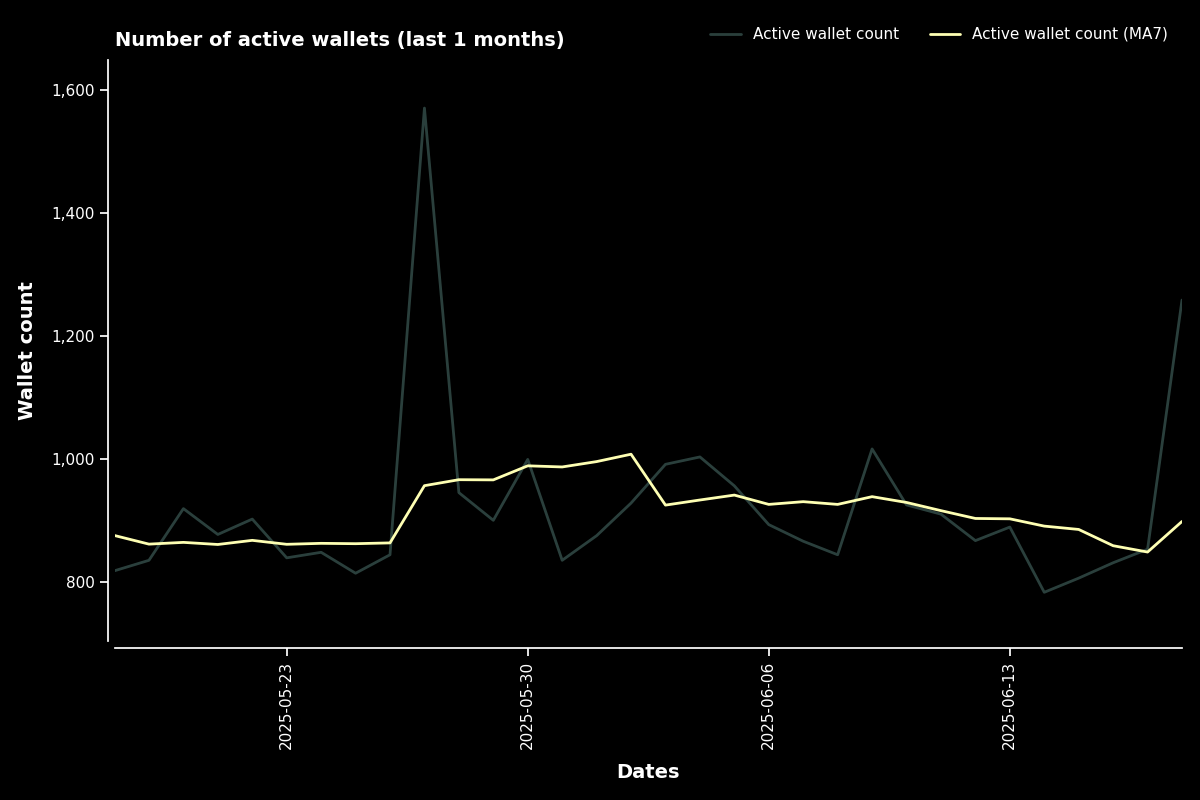 Number of active wallets (last 1 months)
Active wallet count
Active wallet count (MA7)
1,600
1,400
1,200
1,000
800
Wallet count
2025-05-23
2025-05-30
2025-06-06
2025-06-13
Dates